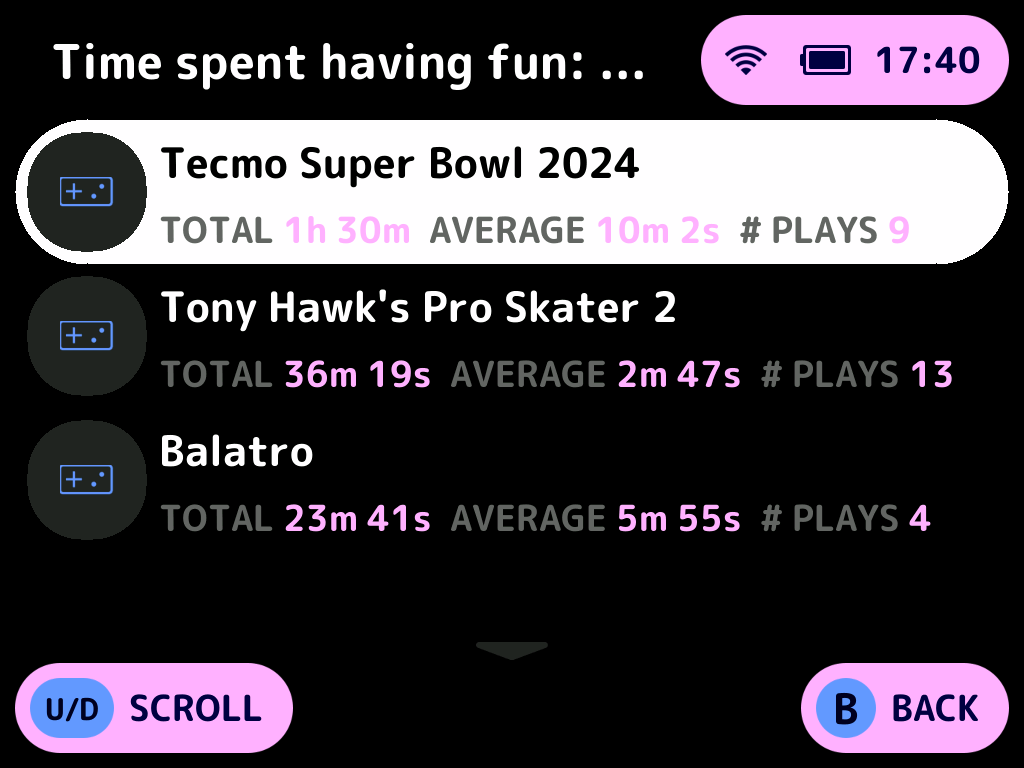 Time spent having fun: ...
17:40
Tecmo Super Bowl 2024
TOTAL 1h 30m AVERAGE 10m 2s # PLAYS 9
Tony Hawk's Pro Skater 2
TOTAL 36m 19s AVERAGE 2m 47s # PLAYS 13
Balatro
TOTAL 23m 41s AVERAGE 5m 55s # PLAYS 4
U/D SCROLL
B BACK